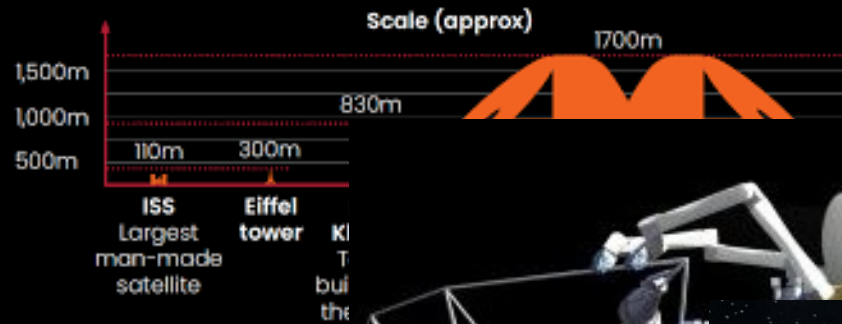 Scale (approx)
1700m
1,500m
830m
1,000m
110m
300m
500m
ISS
Largest
man-made
satellite
Eiffel
tower